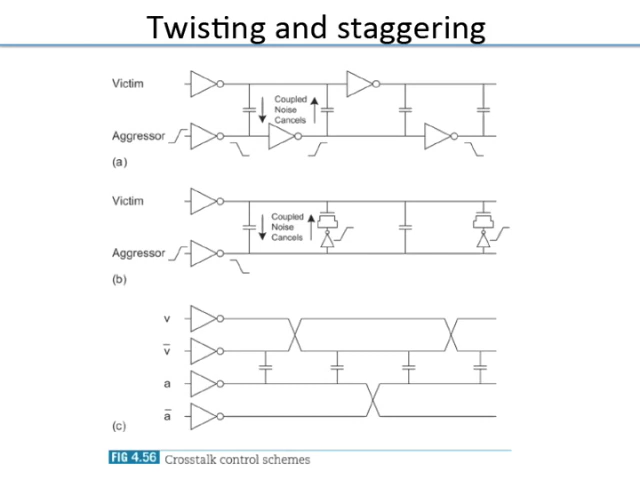 Twisting and staggering
Victim
Coupled
Noise
Cancels
Aggressor
(a)
Victim
Coupled
Noise
Cancels
Aggressor
(b)
v
v̅
a
a̅
(c)
FIG 4.56 Crosstalk control schemes